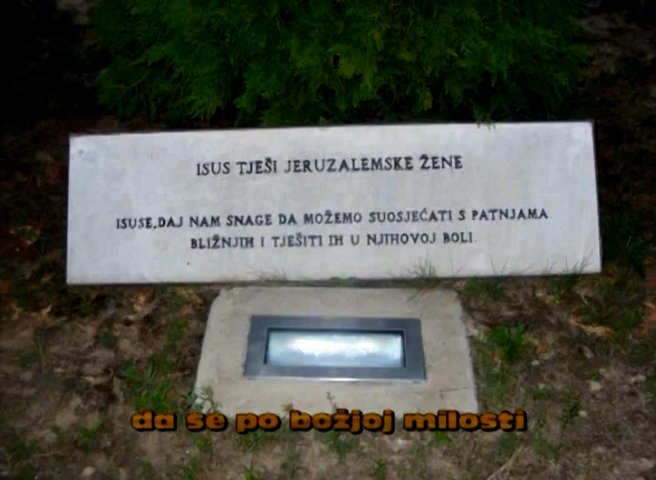 ISUS TJEŠI JERUZALEMSKE ŽENE
ISUSE,DAJ NAM SNAGE DA MOŽEMO SUOSJEĆATI S PATNJAMA
BLIŽNJIH I TJEŠITI IH U NJIHOVOJ BOLI.
da se po božjoj milosti